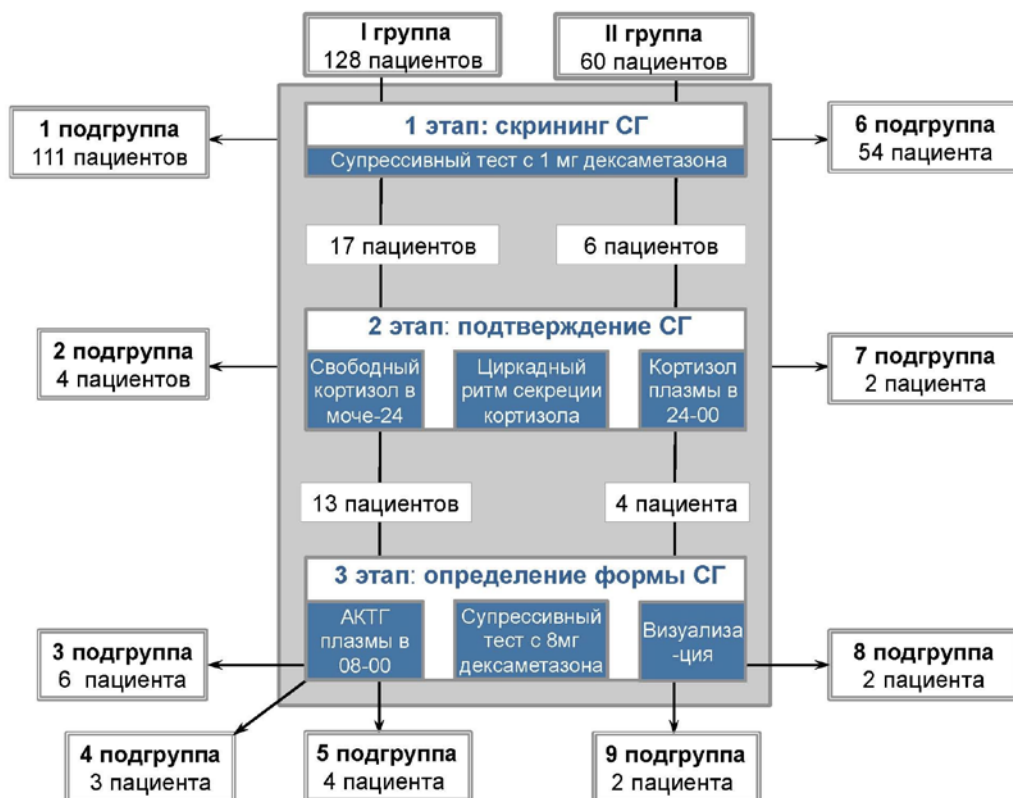 I группа
128 пациентов
II группа
60 пациентов
1 подгруппа
111 пациентов
1 этап: скрининг СГ
Супрессивный тест с 1 мг дексаметазона
6 подгруппа
54 пациента
17 пациентов
6 пациентов
2 подгруппа
4 пациентов
2 этап: подтверждение СГ
Свободный
кортизол в
моче-24
Циркадный
ритм секреции
кортизола
Кортизол
плазмы в
24-00
7 подгруппа
2 пациента
13 пациентов
4 пациента
3 этап: определение формы СГ
АКТГ
плазмы в
08-00
Супрессивный
тест с 8мг
дексаметазона
Визуализа
-ция
3 подгруппа
6 пациента
8 подгруппа
2 пациента
4 подгруппа
3 пациента
5 подгруппа
4 пациента
9 подгруппа
2 пациента